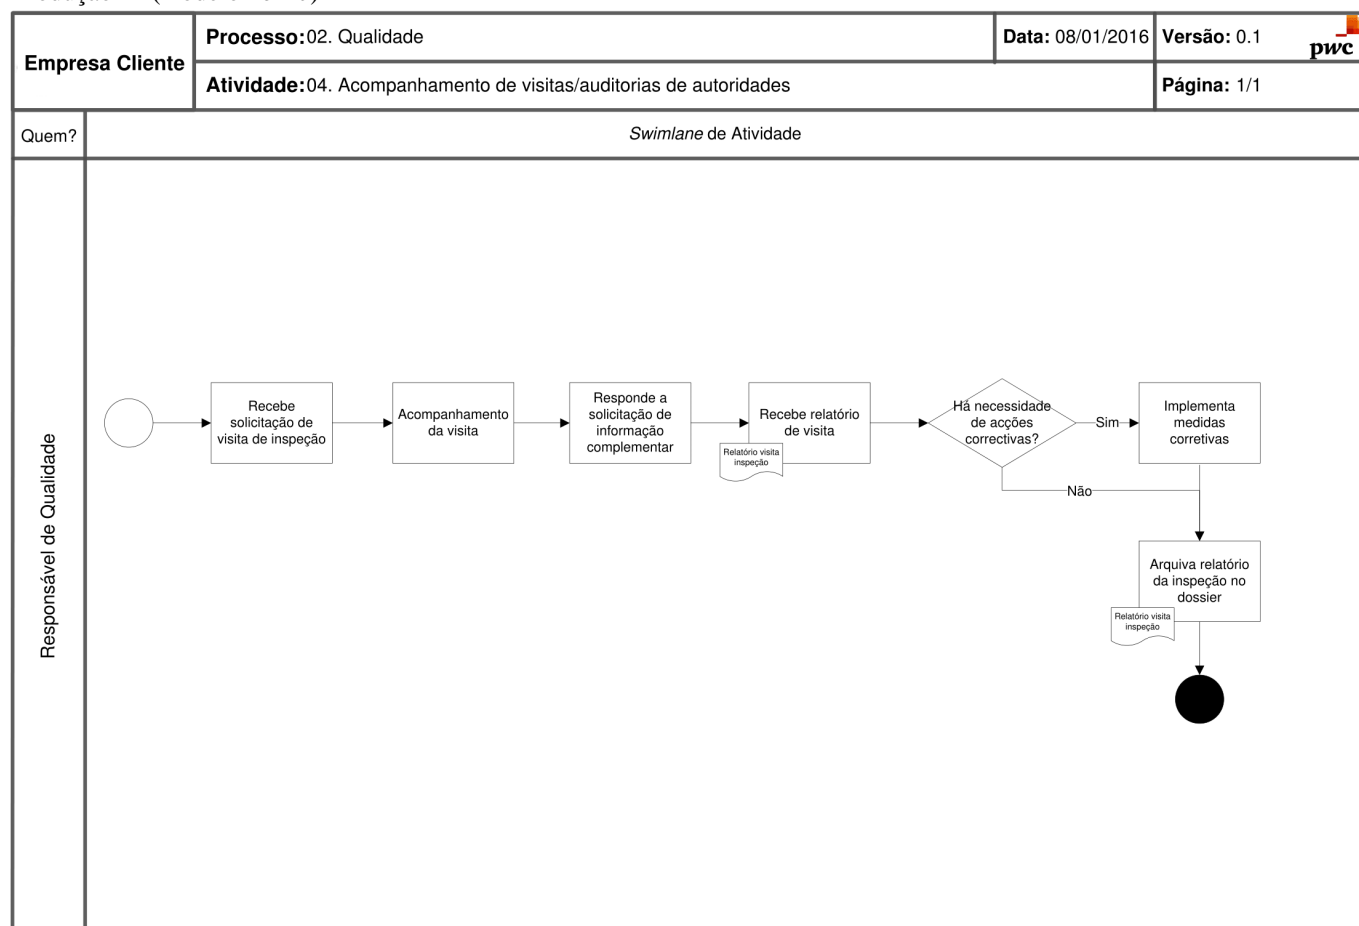 Processo: 02. Qualidade
Data: 08/01/2016
Versão: 0.1
pwc
Empresa Cliente
Atividade: 04. Acompanhamento de visitas/auditorias de autoridades
Página: 1/1
Quem?
Swimlane de Atividade
Responsável de Qualidade
Recebe
solicitação de
visita de inspeção
Acompanhamento
da visita
Responde a
solicitação de
informação
complementar
Recebe relatório
de visita
Relatório visita
inspeção
Há necessidade
de acções
correctivas?
Sim
Implementa
medidas
corretivas
Não
Arquiva relatório
da inspeção no
dossier
Relatório visita
inspeção